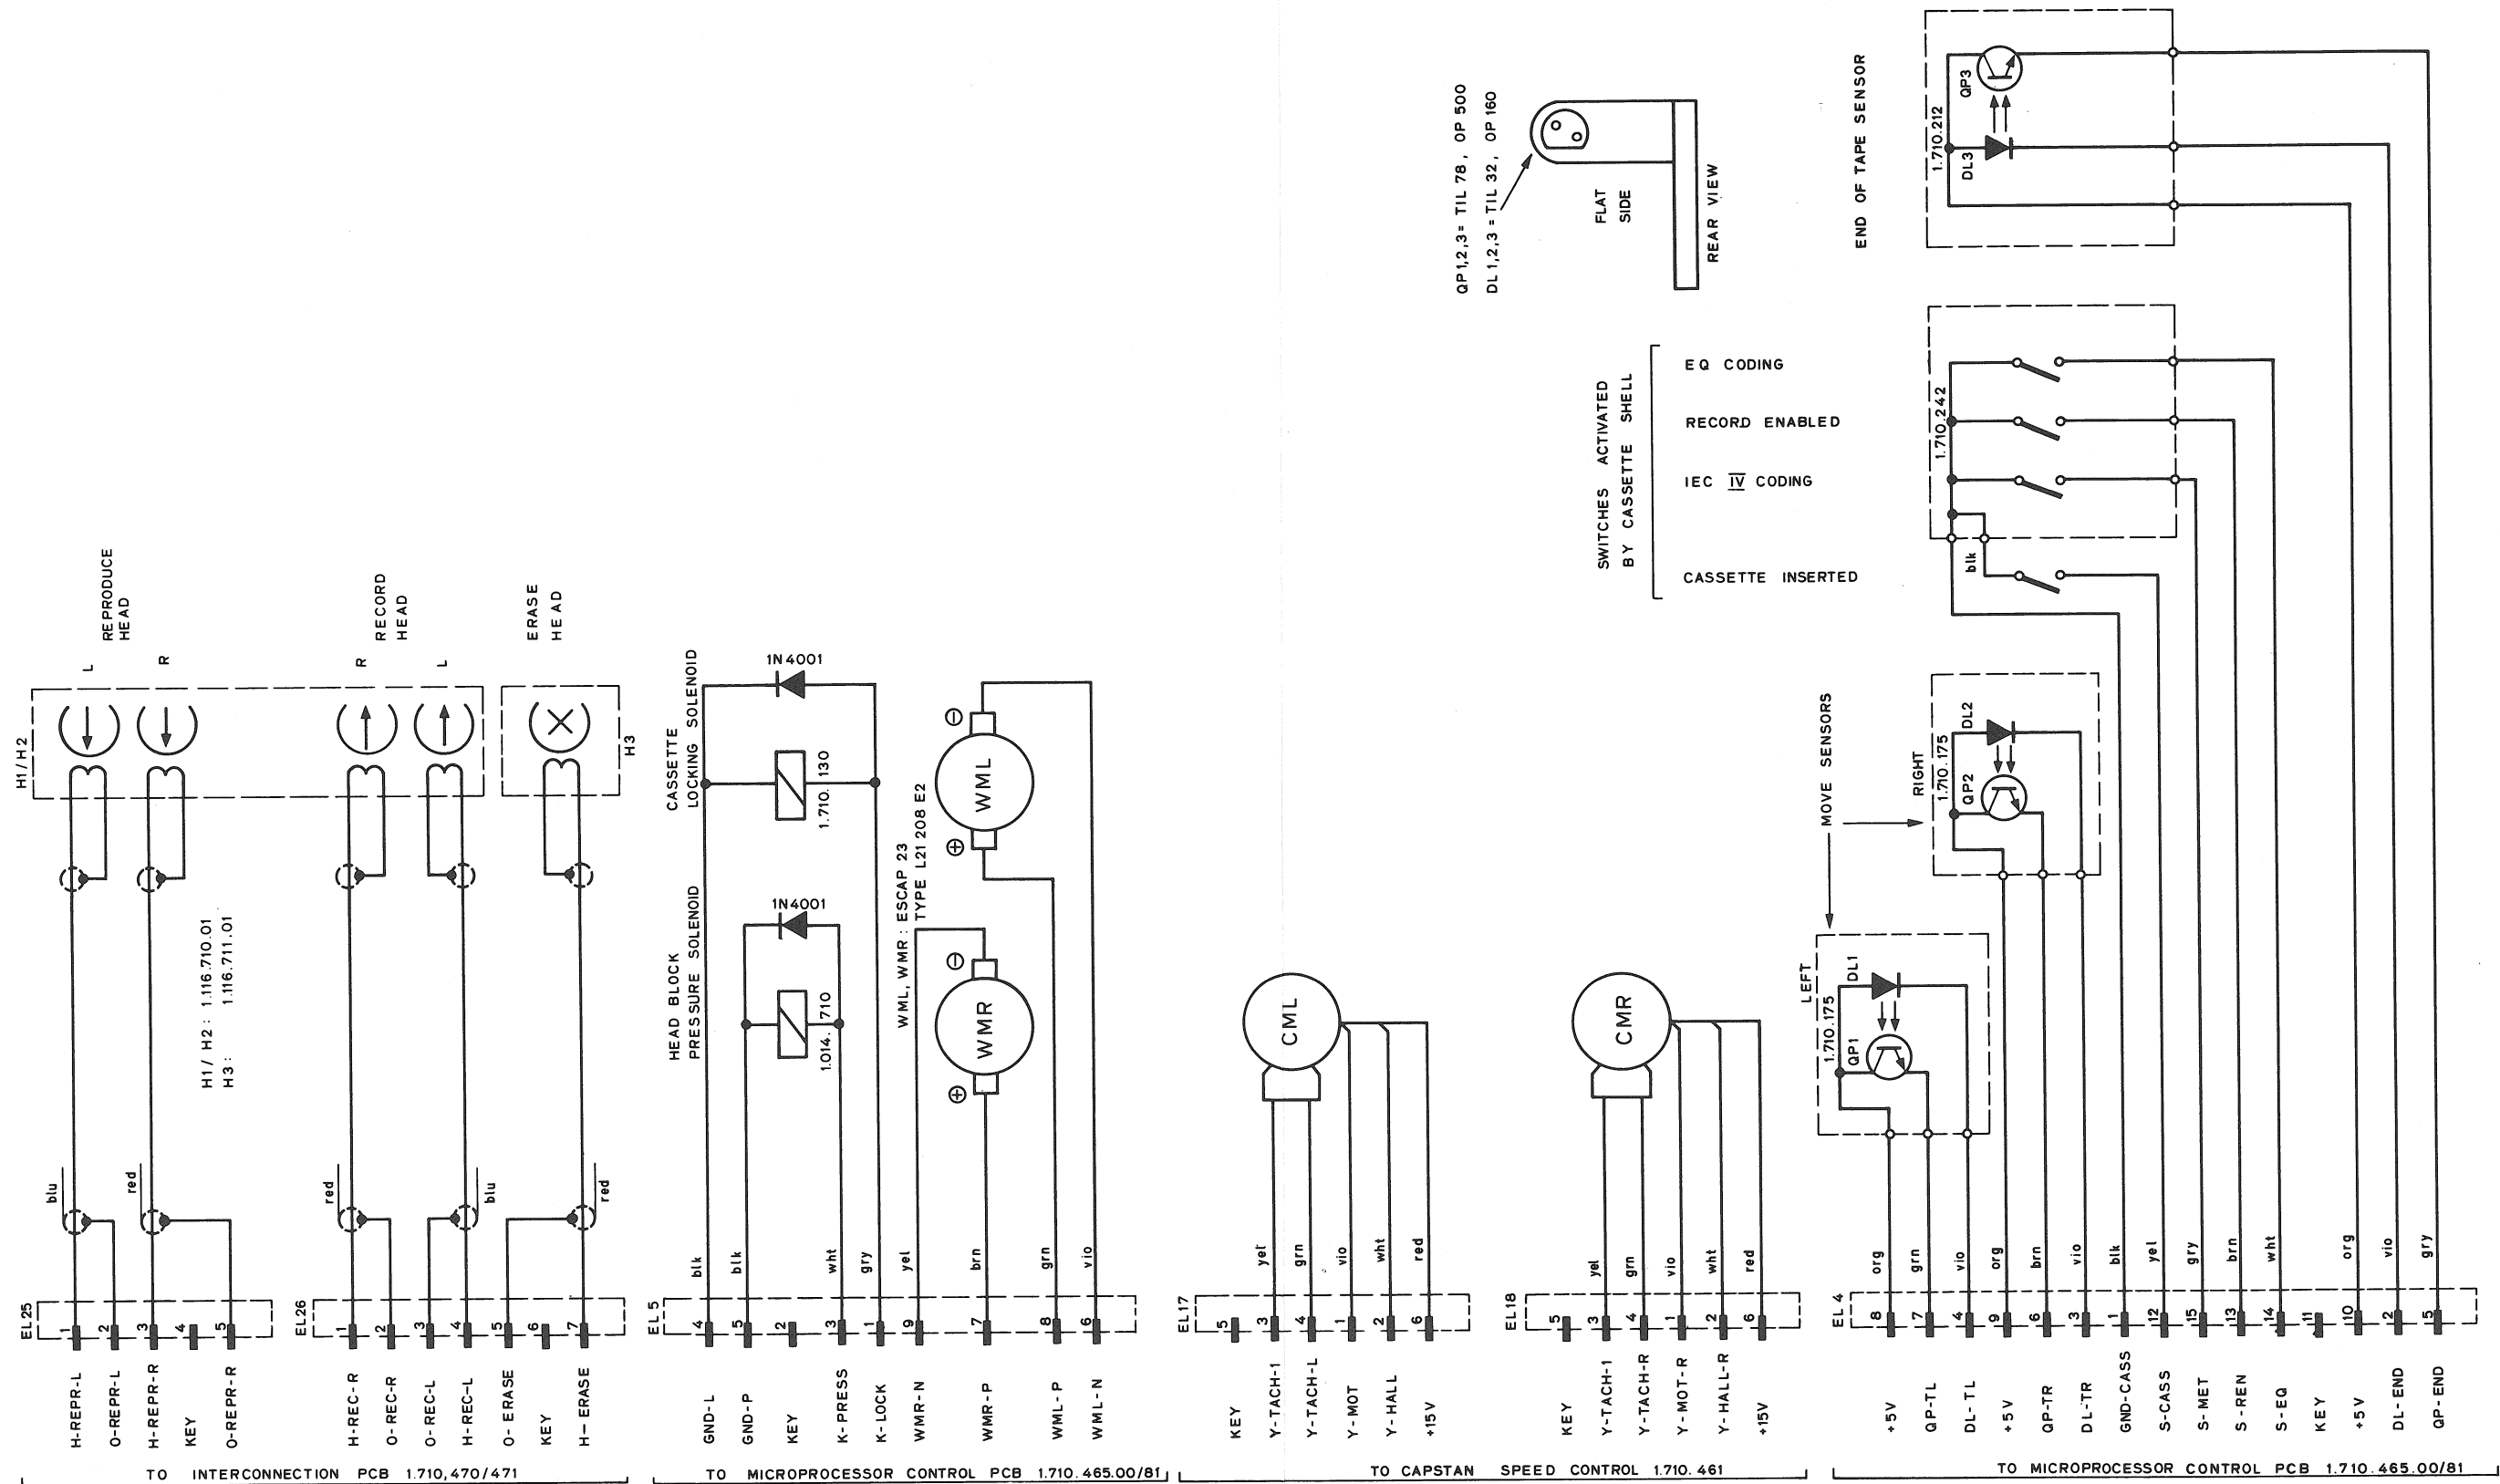 REPRODUCE
HEAD
L
R
RECORD
HEAD
R
L
ERASE
HEAD
H1/H2
H3
H1/ H2 : 1.116.710.01
H3 : 1.116.711.01
blu
red
red
blu
red
EL25
1
2
3
4
5
H-REPR-L
O-REPR-L
H-REPR-R
KEY
O-REPR-R
EL26
1
2
3
4
5
6
7
H-REC-R
O-REC-R
O-REC-L
H-REC-L
O-ERASE
KEY
H-ERASE
TO INTERCONNECTION PCB 1.710,470/471
CASSETTE
LOCKING SOLENOID
1N4001
1.710. 130
HEAD BLOCK
PRESSURE SOLENOID
1N4001
1.014. 710
WML, WMR : ESCAP 23
TYPE L21 208 E2
WML
WMR
blk
blk
wht
gry
yel
brn
grn
vio
EL 5
4
5
2
3
1
9
7
8
6
GND-L
GND-P
KEY
K-PRESS
K-LOCK
WMR-N
WMR-P
WML-P
WML-N
TO MICROPROCESSOR CONTROL PCB 1.710.465.00/81
CML
yel
grn
vio
wht
red
EL17
5
3
4
1
2
6
KEY
Y-TACH-1
Y-TACH-L
Y-MOT
Y-HALL
+15V
CMR
yel
grn
vio
wht
red
EL18
5
3
4
1
2
6
KEY
Y-TACH-1
Y-TACH-R
Y-MOT-R
Y-HALL-R
+15V
TO CAPSTAN SPEED CONTROL 1.710. 461
QP1,2,3= TIL 78 , OP 500
DL1,2,3 = TIL 32, OP 160
FLAT
SIDE
REAR VIEW
END OF TAPE SENSOR
1.710.212
DL3
QP3
SWITCHES ACTIVATED
BY CASSETTE SHELL
EQ CODING
RECORD ENABLED
IEC IV CODING
CASSETTE INSERTED
1.710.242
blk
MOVE SENSORS
RIGHT
1.710.175
QP2
DL2
LEFT
1.710.175
QP1
DL1
org
grn
vio
org
brn
vio
blk
yel
gry
brn
wht
org
vio
gry
EL 4
8
7
4
9
6
3
1
12
15
13
14
11
10
2
5
+5V
QP-TL
DL-TL
+5V
QP-TR
DL-TR
GND-CASS
S-CASS
S-MET
S-REN
S-EQ
KEY
+5V
DL-END
QP-END
TO MICROPROCESSOR CONTROL PCB 1.710.465.00/81